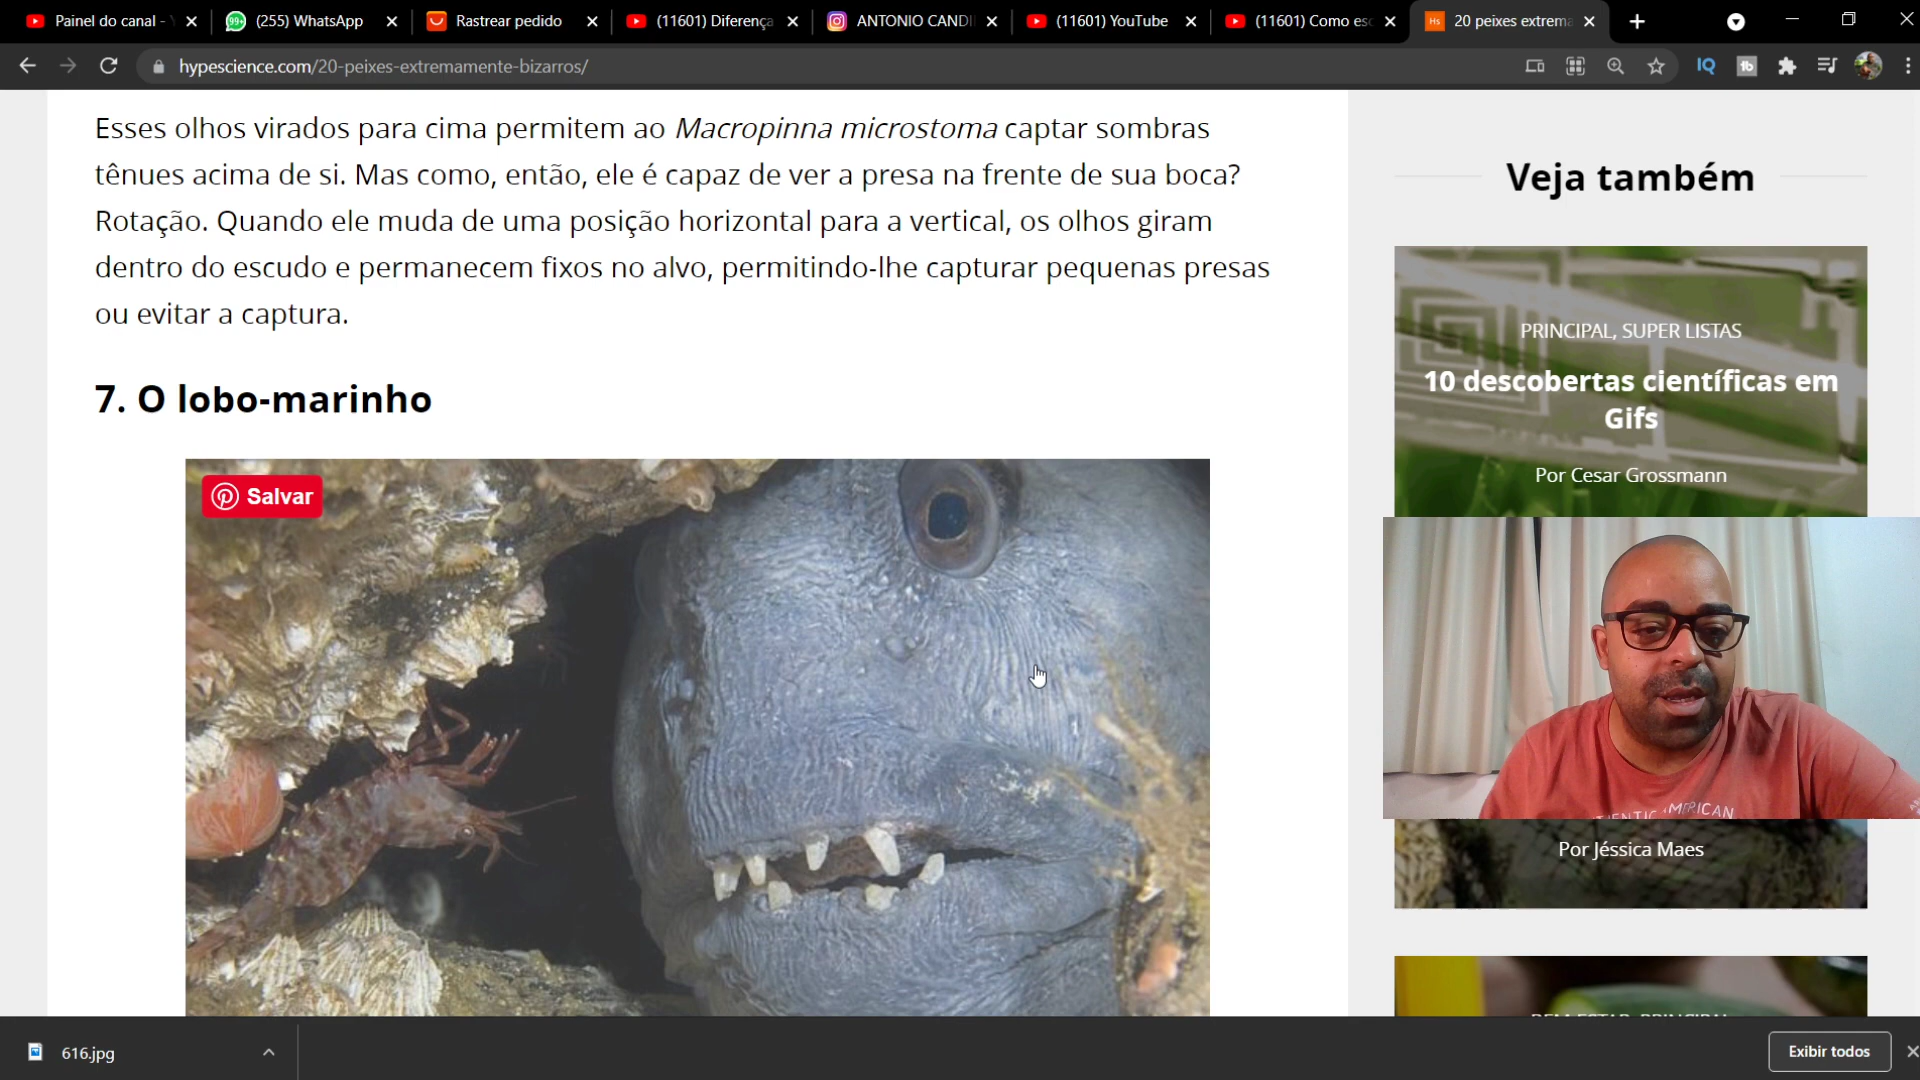 Painel do canal -
(255) WhatsApp
Rastrear pedido
(11601) Diferença
ANTONIO CANDI
(11601) YouTube
(11601) Como es
20 peixes extrema
hypescience.com/20-peixes-extremamente-bizarros/
Esses olhos virados para cima permitem ao Macropinna microstoma captar sombras
tênues acima de si. Mas como, então, ele é capaz de ver a presa na frente de sua boca?
Rotação. Quando ele muda de uma posição horizontal para a vertical, os olhos giram
dentro do escudo e permanecem fixos no alvo, permitindo-lhe capturar pequenas presas
ou evitar a captura.
7. O lobo-marinho
Salvar
Veja também
PRINCIPAL, SUPER LISTAS
10 descobertas científicas em
Gifs
Por Cesar Grossmann
Por Jéssica Maes
616.jpg
Exibir todos